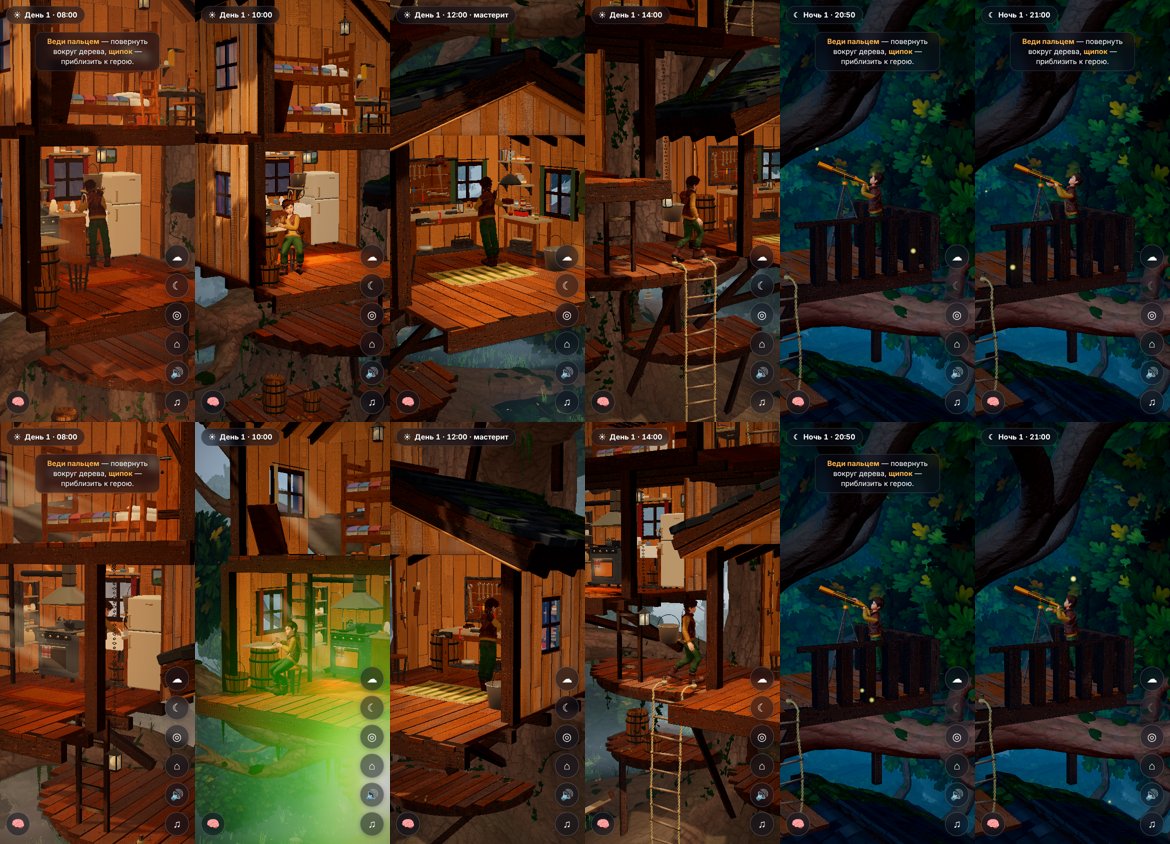 День 1 · 08:00
Веди пальцем — повернуть
вокруг дерева, щипок —
приблизить к герою.
День 1 · 10:00
День 1 · 12:00 · мастерит
День 1 · 14:00
Ночь 1 · 20:50
Веди пальцем — повернуть
вокруг дерева, щипок —
приблизить к герою.
Ночь 1 · 21:00
Веди пальцем — повернуть
вокруг дерева, щипок —
приблизить к герою.
День 1 · 08:00
Веди пальцем — повернуть
вокруг дерева, щипок —
приблизить к герою.
День 1 · 10:00
День 1 · 12:00 · мастерит
День 1 · 14:00
Ночь 1 · 20:50
Веди пальцем — повернуть
вокруг дерева, щипок —
приблизить к герою.
Ночь 1 · 21:00